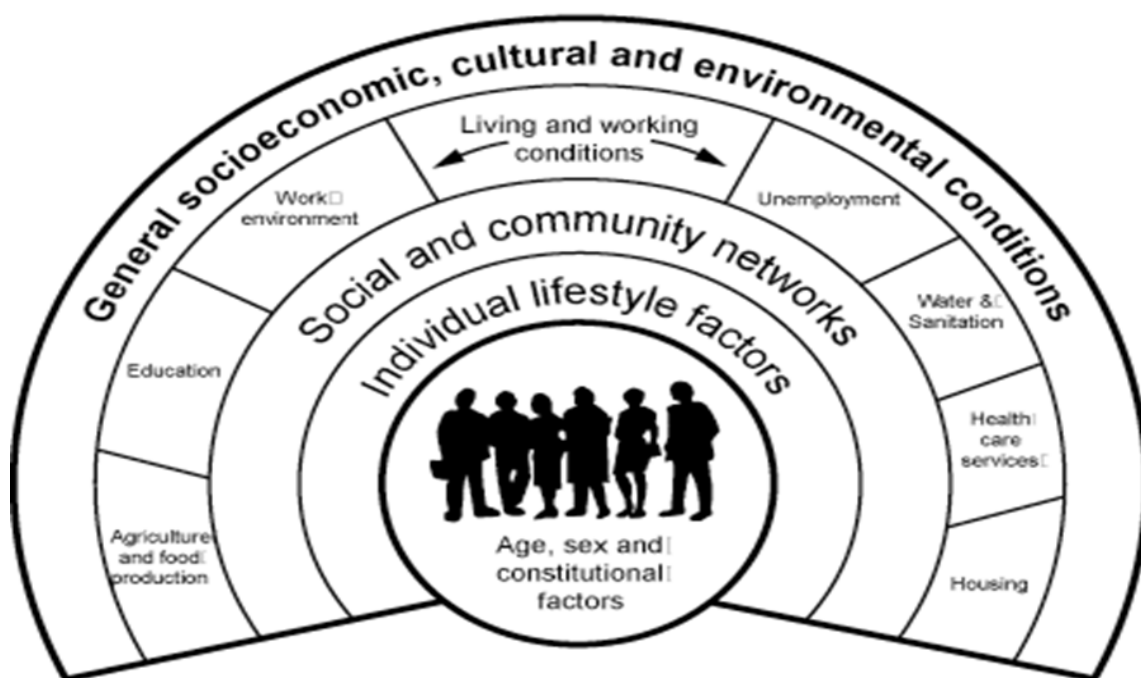 General socioeconomic, cultural and environmental conditions
Living and working
conditions
Work
environment
Unemployment
Education
Water &
Sanitation
Agriculture
and food
production
Health
care
services
Housing
Social and community networks
Individual lifestyle factors
Age, sex and
constitutional
factors